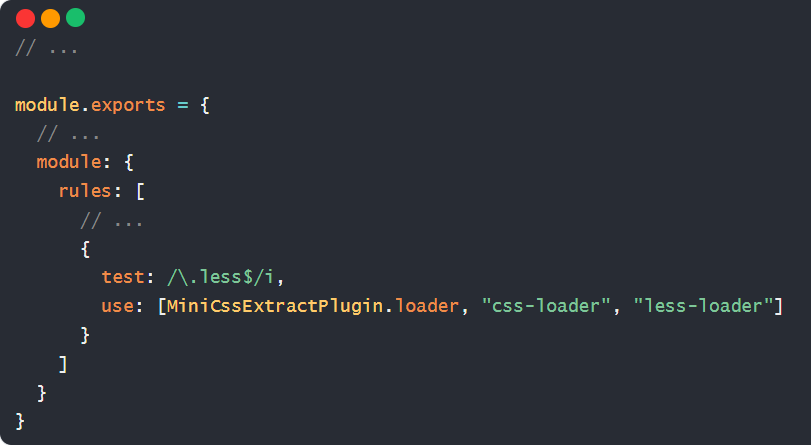 // ...
module.exports = {
  // ...
  module: {
    rules: [
      // ...
      {
        test: /\.less$/i,
        use: [MiniCssExtractPlugin.loader, "css-loader", "less-loader"]
      }
    ]
  }
}